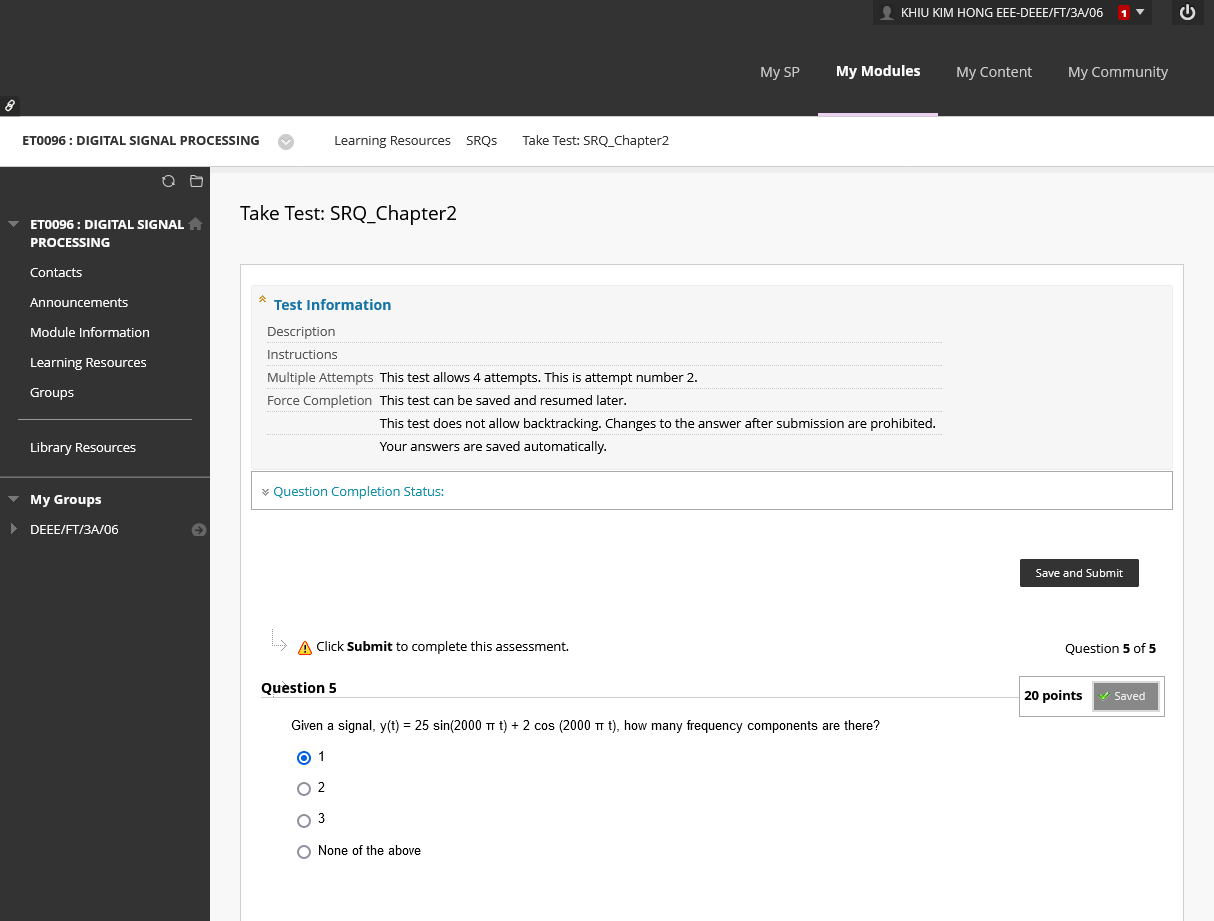 KHIU KIM HONG EEE-DEEE/FT/3A/06 1
My SP My Modules My Content My Community
ET0096 : DIGITAL SIGNAL PROCESSING Learning Resources SRQs Take Test: SRQ_Chapter2
ET0096 : DIGITAL SIGNAL
PROCESSING
Contacts
Announcements
Module Information
Learning Resources
Groups
Library Resources
My Groups
DEEE/FT/3A/06
Take Test: SRQ_Chapter2
Test Information
Description
Instructions
Multiple Attempts This test allows 4 attempts. This is attempt number 2.
Force Completion This test can be saved and resumed later.
This test does not allow backtracking. Changes to the answer after submission are prohibited.
Your answers are saved automatically.
Question Completion Status:
Save and Submit
Click Submit to complete this assessment.
Question 5 of 5
Question 5
20 points Saved
Given a signal, y(t) = 25 sin(2000 π t) + 2 cos (2000 π t), how many frequency components are there?
1
2
3
None of the above